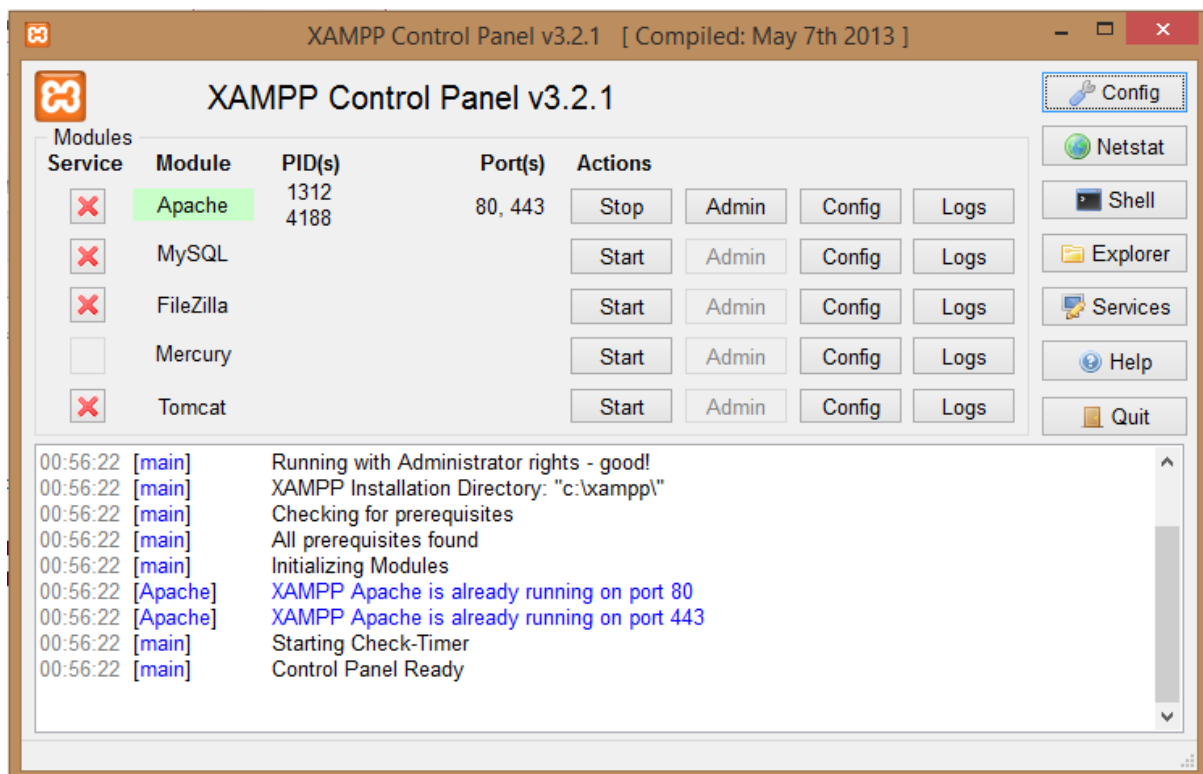 XAMPP Control Panel v3.2.1 [ Compiled: May 7th 2013 ]
XAMPP Control Panel v3.2.1
Config
Modules
Netstat
Service Module PID(s) Port(s) Actions
1312
Apache 80, 443 Stop Admin Config Logs
4188
Shell
MySQL Start Admin Config Logs
Explorer
FileZilla Start Admin Config Logs
Services
Mercury Start Admin Config Logs
Help
Tomcat Start Admin Config Logs
Quit
00:56:22 [main] Running with Administrator rights - good!
00:56:22 [main] XAMPP Installation Directory: "c:\xampp\"
00:56:22 [main] Checking for prerequisites
00:56:22 [main] All prerequisites found
00:56:22 [main] Initializing Modules
00:56:22 [Apache] XAMPP Apache is already running on port 80
00:56:22 [Apache] XAMPP Apache is already running on port 443
00:56:22 [main] Starting Check-Timer
00:56:22 [main] Control Panel Ready